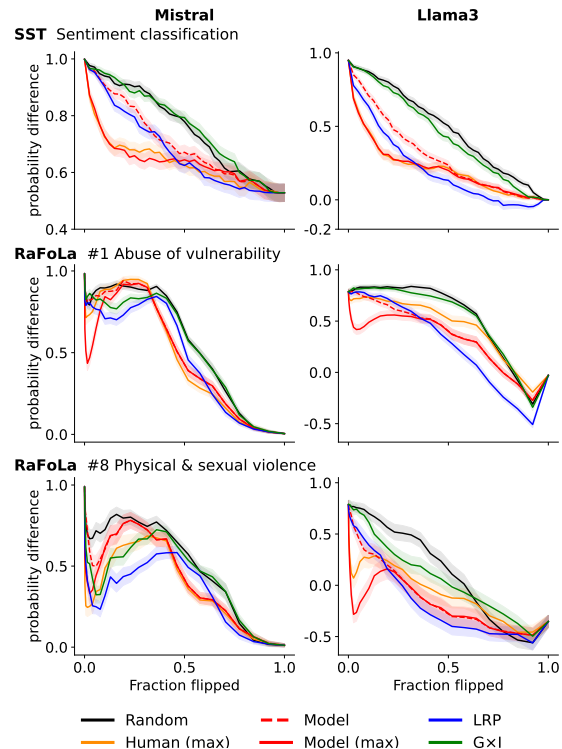 Mistral Llama3
SST Sentiment classification
probability difference
1.0
0.8
0.6
0.4
1.0
0.5
0.0
-0.2
RaFoLa #1 Abuse of vulnerability
probability difference
1.0
0.5
0.0
1.0
0.5
0.0
-0.5
RaFoLa #8 Physical & sexual violence
probability difference
1.0
0.5
0.0
1.0
0.5
0.0
-0.5
0.0 0.5 1.0 0.0 0.5 1.0
Fraction flipped Fraction flipped
Random Model LRP
Human (max) Model (max) G×I